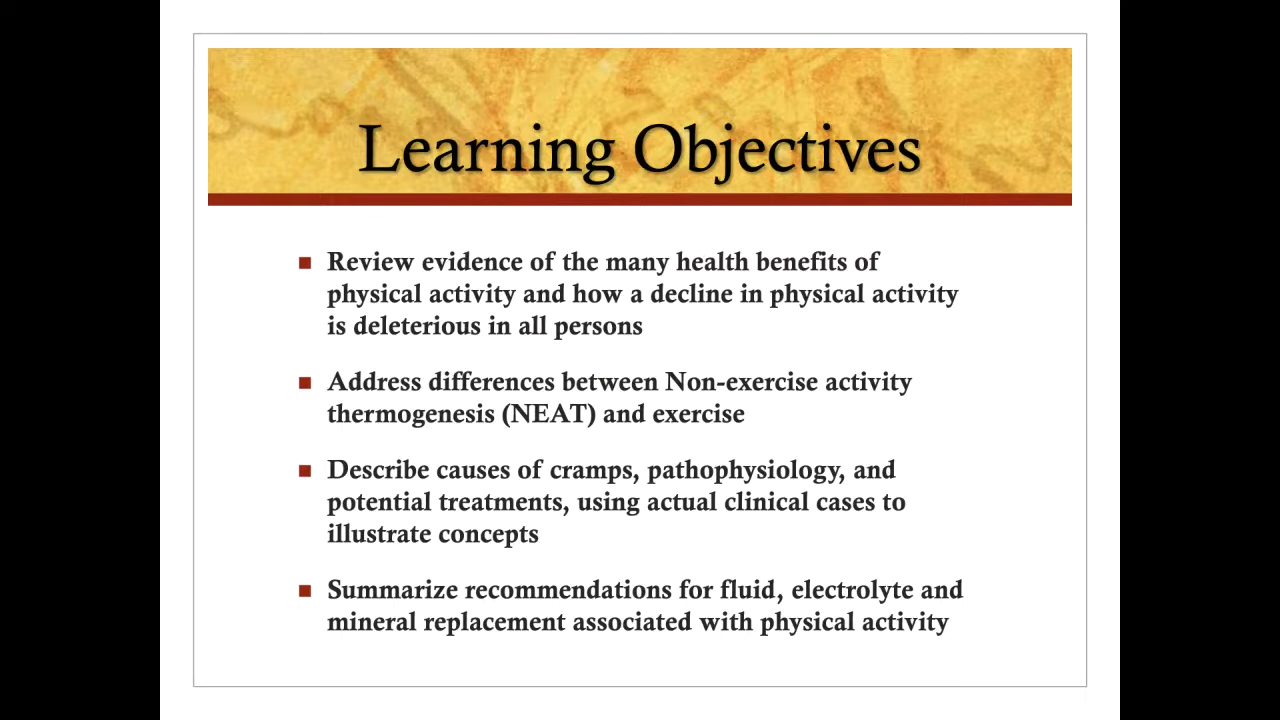 Learning Objectives
Review evidence of the many health benefits of
physical activity and how a decline in physical activity
is deleterious in all persons
Address differences between Non-exercise activity
thermogenesis (NEAT) and exercise
Describe causes of cramps, pathophysiology, and
potential treatments, using actual clinical cases to
illustrate concepts
Summarize recommendations for fluid, electrolyte and
mineral replacement associated with physical activity